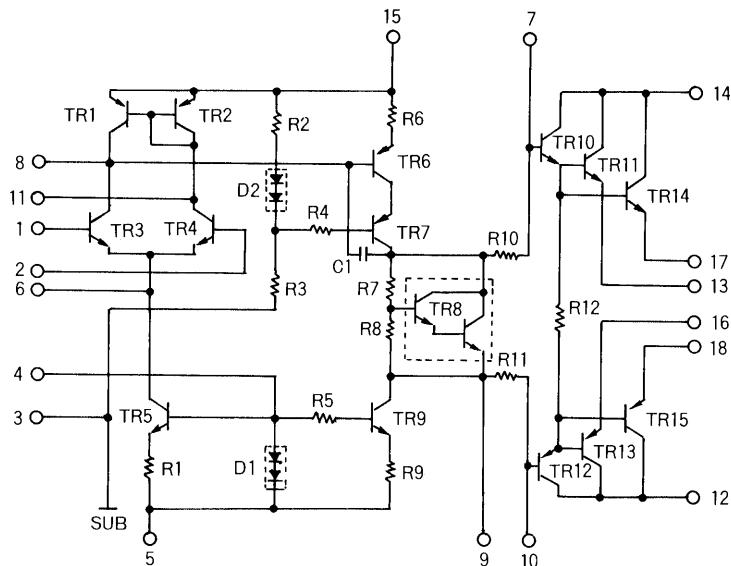 15
7
14
TR1
TR2
R2
R6
TR10
TR11
8
D2
TR6
TR14
11
R4
1
TR3
TR4
TR7
R10
17
2
C1
13
6
R3
R7
TR8
R12
16
R8
4
R11
18
3
TR5
R5
TR9
TR15
TR13
TR12
R1
D1
R9
12
SUB
5
9
10